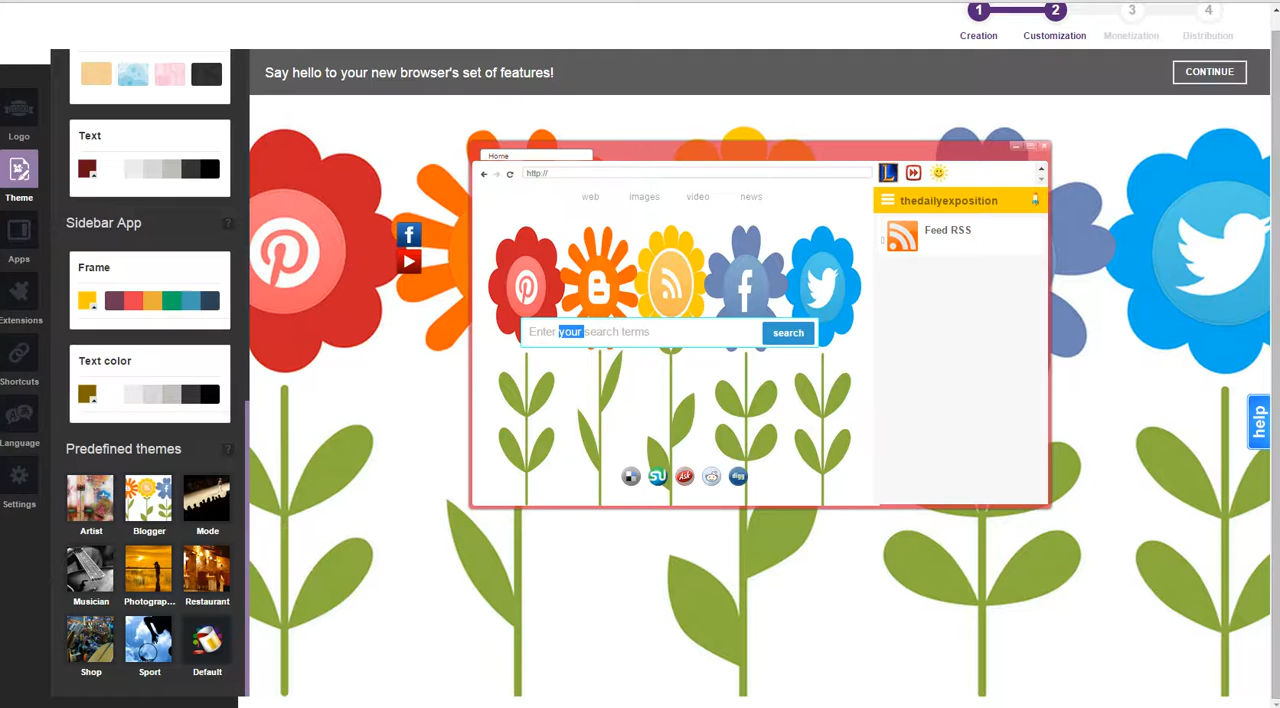 1 2 3 4
Creation Customization Monetization Distribution
Say hello to your new browser's set of features!
CONTINUE
Logo
Theme
Apps
Extensions
Shortcuts
Language
Settings
Text
Sidebar App ?
Frame
Text color
Predefined themes ?
Artist Blogger Mode
Musician Photograp... Restaurant
Shop Sport Default
Home
http://
web images video news
L
thedailyexposition
Feed RSS
f
f
Enter your search terms
search
SU Ask digg
help